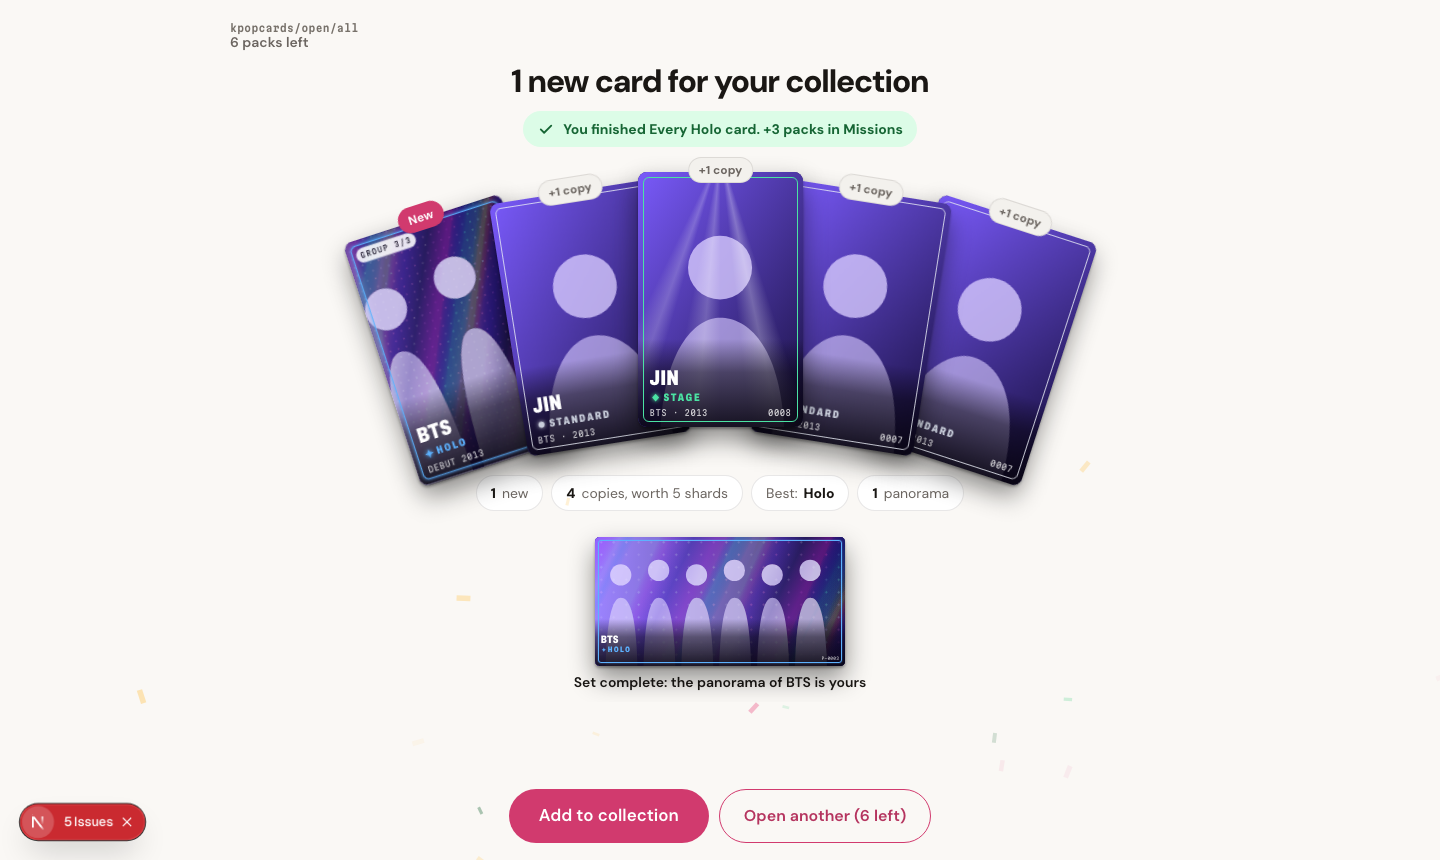 kpopcards/open/all
6 packs left
1 new card for your collection
You finished Every Holo card. +3 packs in Missions
New
+1 copy
+1 copy
+1 copy
+1 copy
GROUP 3/3
BTS
HOLO
DEBUT 2013
JIN
STANDARD
BTS · 2013
JIN
STAGE
BTS · 2013 0008
NDARD
2013 0007
NDARD
013 0007
1 new
4 copies, worth 5 shards
Best: Holo
1 panorama
BTS
HOLO
P-0003
Set complete: the panorama of BTS is yours
Add to collection
Open another (6 left)
N 5 Issues